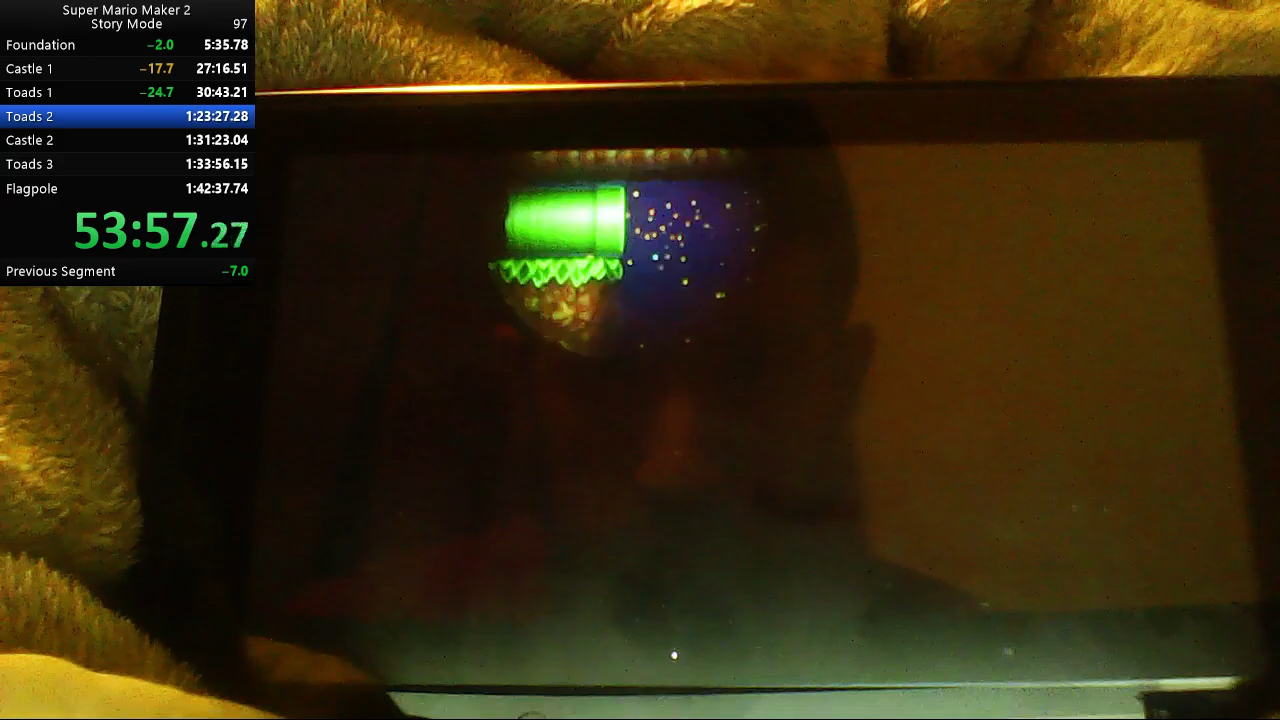 Super Mario Maker 2
Story Mode 97
Foundation −2.0 5:35.78
Castle 1 −17.7 27:16.51
Toads 1 −24.7 30:43.21
Toads 2 1:23:27.28
Castle 2 1:31:23.04
Toads 3 1:33:56.15
Flagpole 1:42:37.74
53:57.27
Previous Segment −7.0